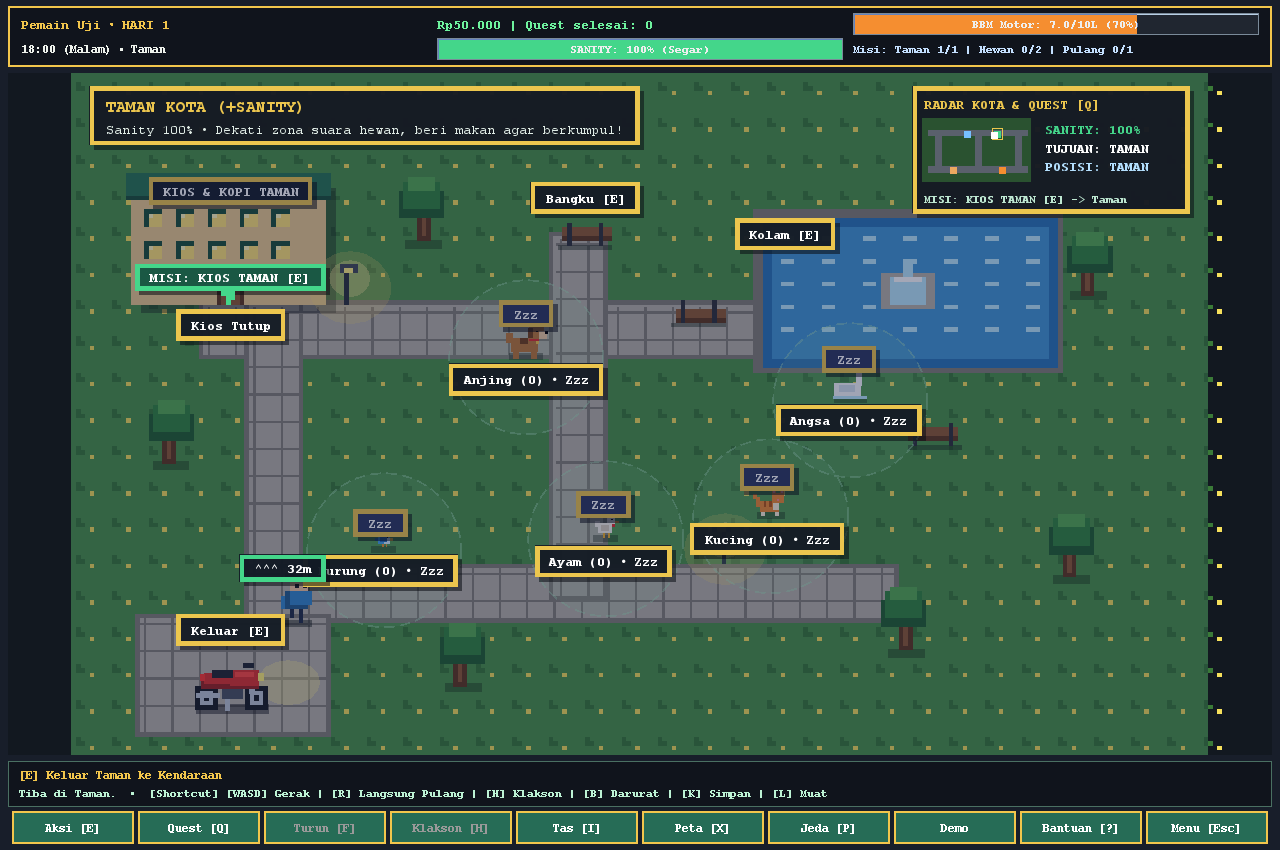 Pemain Uji • HARI 1
18:00 (Malam) • Taman
Rp50.000 | Quest selesai: 0
SANITY: 100% (Segar)
BBM Motor: 7.0/10L (70%)
Misi: Taman 1/1 | Hewan 0/2 | Pulang 0/1
TAMAN KOTA (+SANITY)
Sanity 100% • Dekati zona suara hewan, beri makan agar berkumpul!
RADAR KOTA & QUEST [Q]
SANITY: 100%
TUJUAN: TAMAN
POSISI: TAMAN
MISI: KIOS TAMAN [E] -> Taman
KIOS & KOPI TAMAN
Bangku [E]
Kolam [E]
MISI: KIOS TAMAN [E]
Kios Tutup
Zzz
Anjing (O) • Zzz
Zzz
Angsa (O) • Zzz
Zzz
Kucing (O) • Zzz
Zzz
Ayam (O) • Zzz
Zzz
urung (O) • Zzz
^^^ 32m
Keluar [E]
[E] Keluar Taman ke Kendaraan
Tiba di Taman. • [Shortcut] [WASD] Gerak | [R] Langsung Pulang | [H] Klakson | [B] Darurat | [K] Simpan | [L] Muat
Aksi [E]
Quest [Q]
Turun [F]
Klakson [H]
Tas [I]
Peta [X]
Jeda [P]
Demo
Bantuan [?]
Menu [Esc]